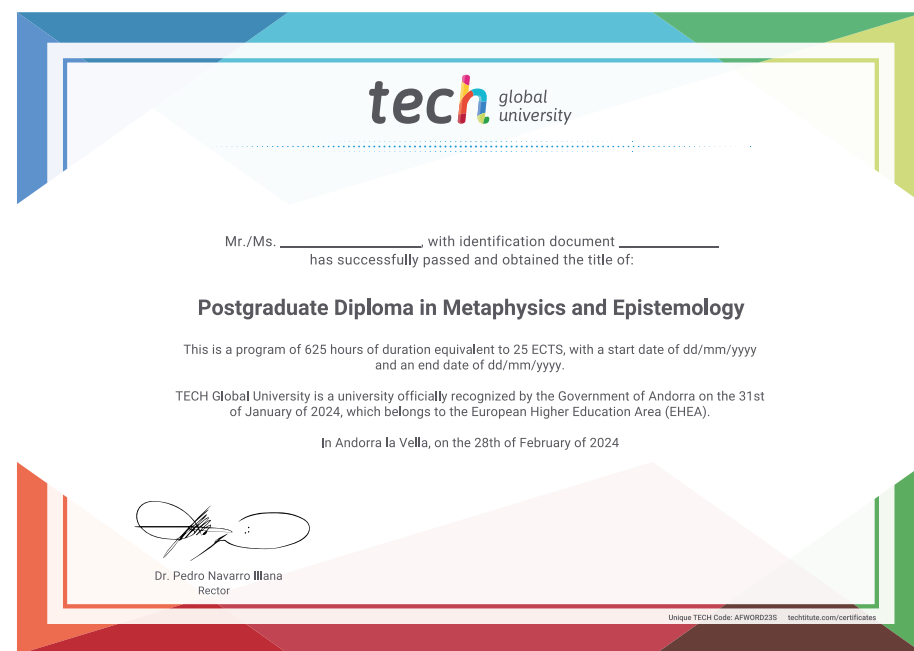 tech global university
Mr./Ms. ____________, with identification document ____________
has successfully passed and obtained the title of:
Postgraduate Diploma in Metaphysics and Epistemology
This is a program of 625 hours of duration equivalent to 25 ECTS, with a start date of dd/mm/yyyy
and an end date of dd/mm/yyyy.
TECH Global University is a university officially recognized by the Government of Andorra on the 31st
of January of 2024, which belongs to the European Higher Education Area (EHEA).
In Andorra la Vella, on the 28th of February of 2024
Dr. Pedro Navarro Illana
Rector
Unique TECH Code: AFWORD23S techtitute.com/certificates